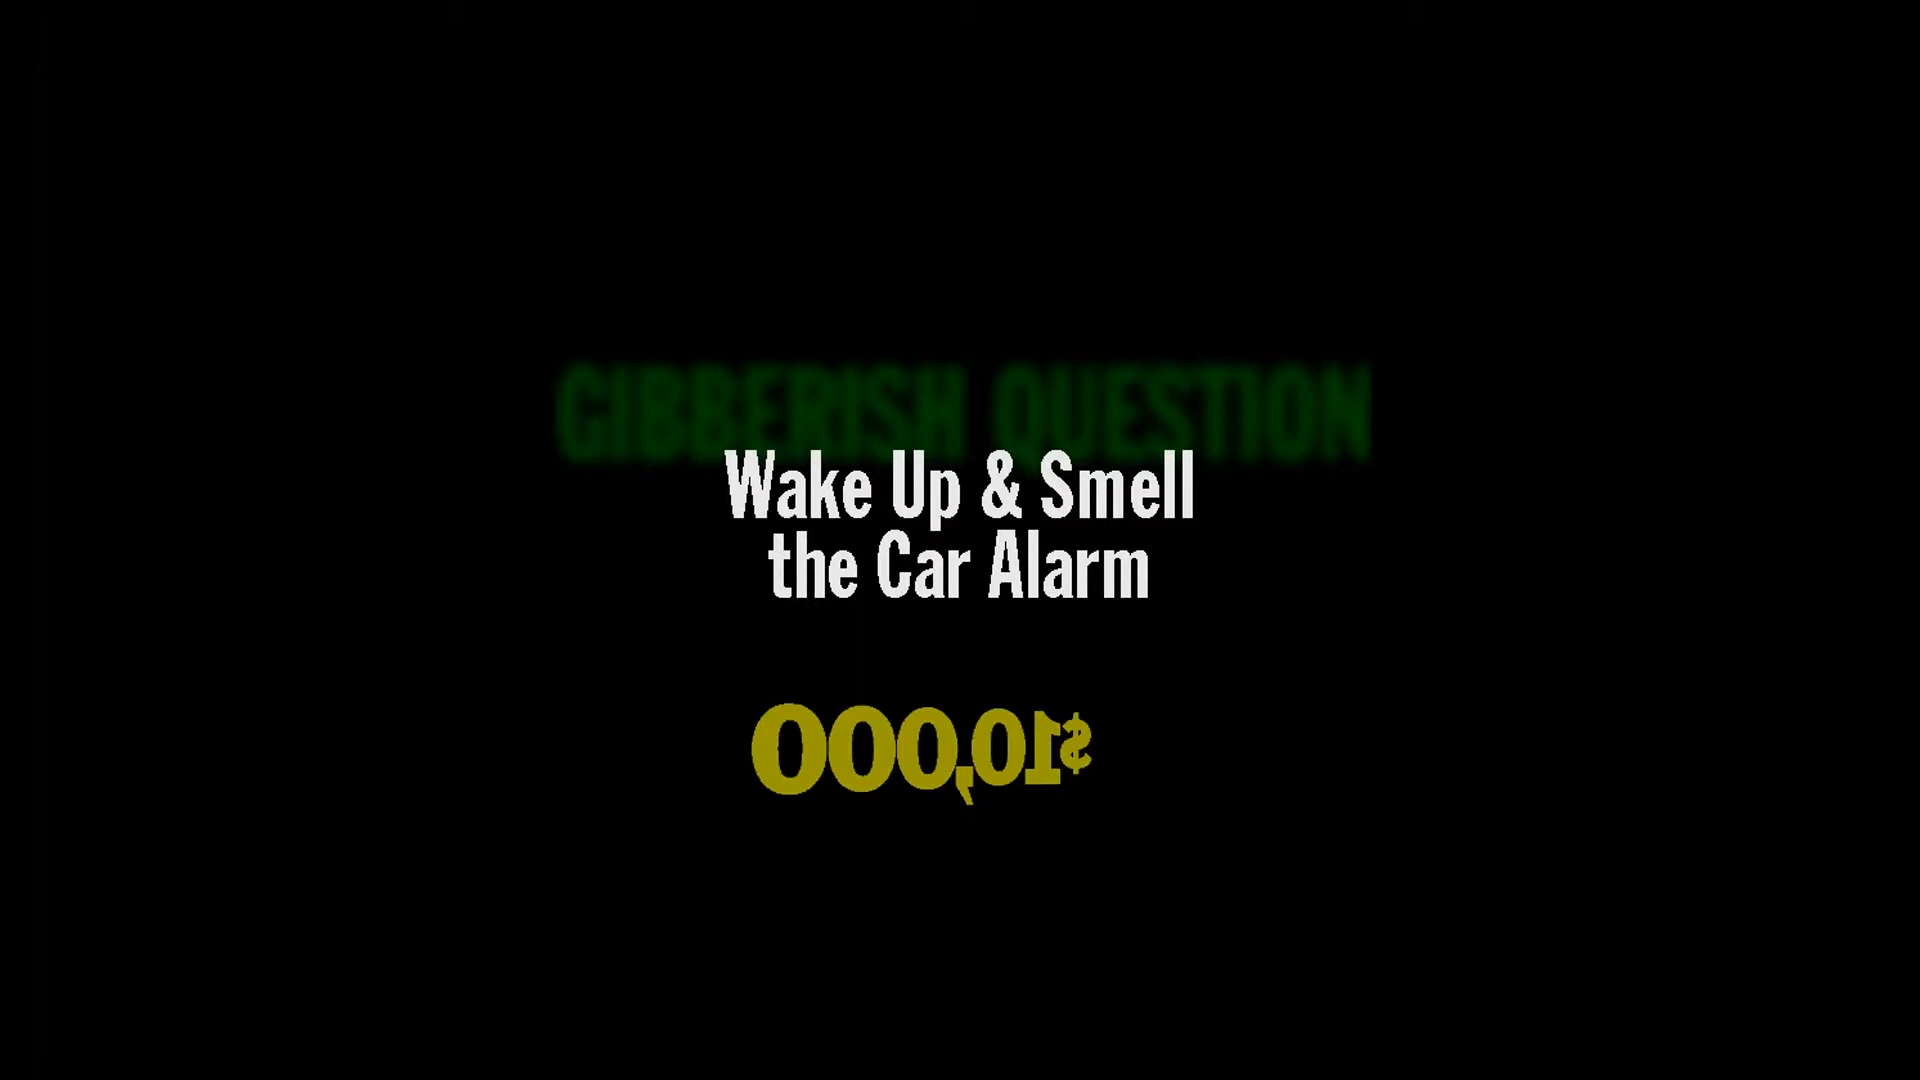 GIBBERISH QUESTION
Wake Up & Smell
the Car Alarm
$10,000